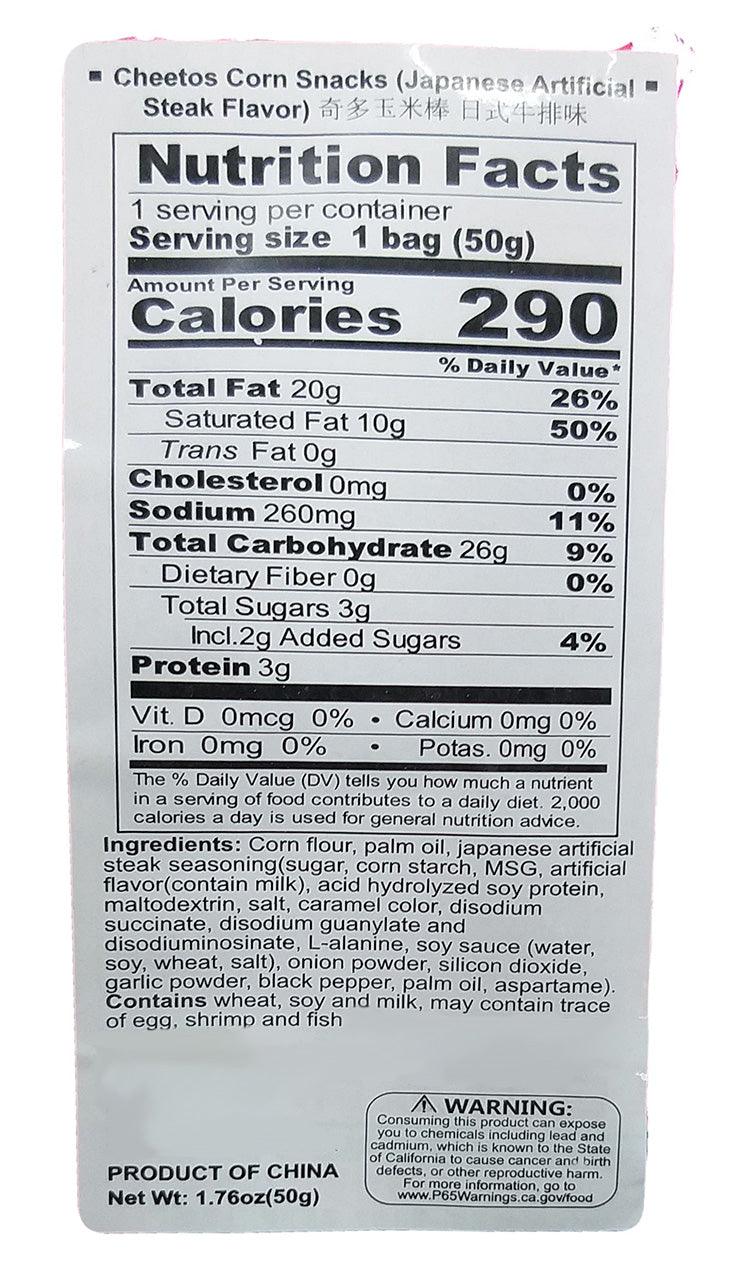 ▪ Cheetos Corn Snacks (Japanese Artificial ▪
Steak Flavor) 奇多玉米棒 日式牛排味
Nutrition Facts
1 serving per container
Serving size 1 bag (50g)
Amount Per Serving
Calories 290
% Daily Value*
Total Fat 20g 26%
Saturated Fat 10g 50%
Trans Fat 0g
Cholesterol 0mg 0%
Sodium 260mg 11%
Total Carbohydrate 26g 9%
Dietary Fiber 0g 0%
Total Sugars 3g
Incl.2g Added Sugars 4%
Protein 3g
Vit. D 0mcg 0% • Calcium 0mg 0%
Iron 0mg 0% • Potas. 0mg 0%
The % Daily Value (DV) tells you how much a nutrient
in a serving of food contributes to a daily diet. 2,000
calories a day is used for general nutrition advice.
Ingredients: Corn flour, palm oil, japanese artificial
steak seasoning(sugar, corn starch, MSG, artificial
flavor(contain milk), acid hydrolyzed soy protein,
maltodextrin, salt, caramel color, disodium
succinate, disodium guanylate and
disodiuminosinate, L-alanine, soy sauce (water,
soy, wheat, salt), onion powder, silicon dioxide,
garlic powder, black pepper, palm oil, aspartame).
Contains wheat, soy and milk, may contain trace
of egg, shrimp and fish
⚠ WARNING:
Consuming this product can expose
you to chemicals including lead and
cadmium, which is known to the State
of California to cause cancer and birth
defects, or other reproductive harm.
For more information, go to
www.P65Warnings.ca.gov/food
PRODUCT OF CHINA
Net Wt: 1.76oz(50g)